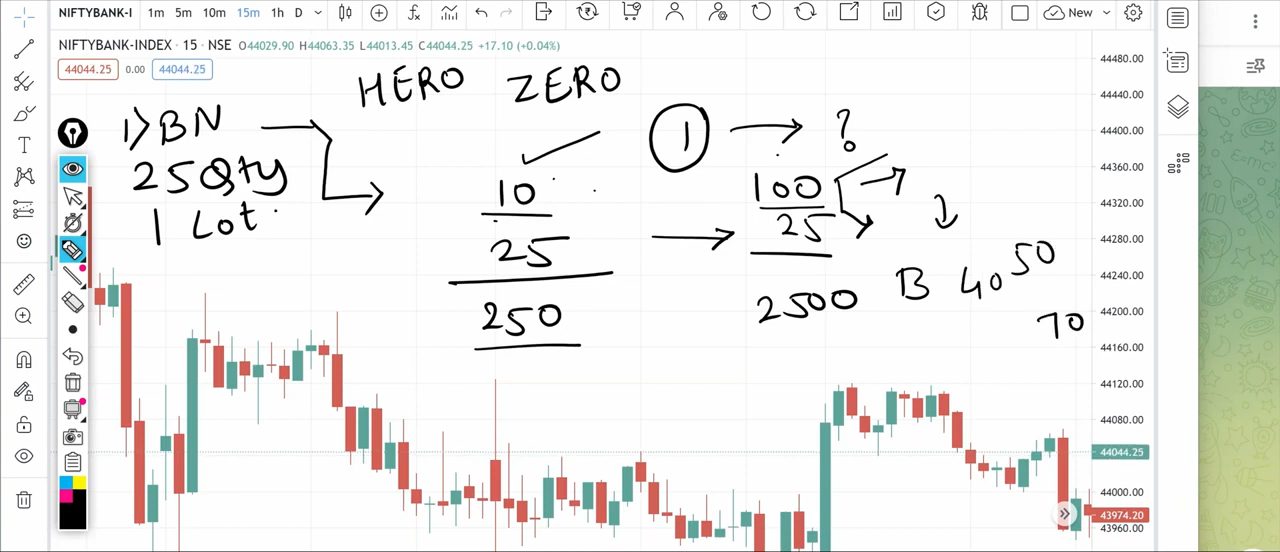 NIFTYBANK-I 1m 5m 10m 15m 1h D New
NIFTYBANK-INDEX · 15 · NSE O44029.90 H44063.35 L44013.45 C44044.25 +17.10 (+0.04%)
44044.25 0.00 44044.25
HERO ZERO
1) BN
25 Qty
1 Lot
10
25
250
1 → ?
100
25
2500
B 40 50
70
44480.00
44440.00
44400.00
44360.00
44320.00
44280.00
44240.00
44200.00
44160.00
44120.00
44080.00
44044.25
44000.00
43974.20
43960.00